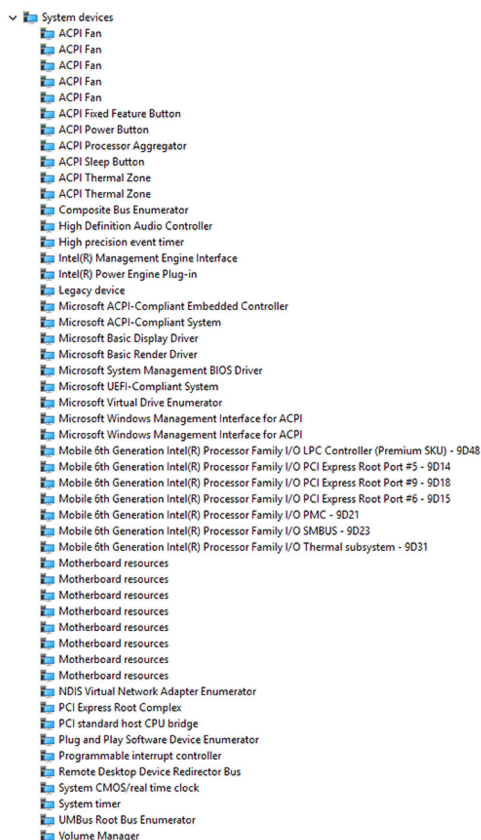 System devices
ACPI Fan
ACPI Fan
ACPI Fan
ACPI Fan
ACPI Fan
ACPI Fixed Feature Button
ACPI Power Button
ACPI Processor Aggregator
ACPI Sleep Button
ACPI Thermal Zone
ACPI Thermal Zone
Composite Bus Enumerator
High Definition Audio Controller
High precision event timer
Intel(R) Management Engine Interface
Intel(R) Power Engine Plug-in
Legacy device
Microsoft ACPI-Compliant Embedded Controller
Microsoft ACPI-Compliant System
Microsoft Basic Display Driver
Microsoft Basic Render Driver
Microsoft System Management BIOS Driver
Microsoft UEFI-Compliant System
Microsoft Virtual Drive Enumerator
Microsoft Windows Management Interface for ACPI
Microsoft Windows Management Interface for ACPI
Mobile 6th Generation Intel(R) Processor Family I/O LPC Controller (Premium SKU) - 9D48
Mobile 6th Generation Intel(R) Processor Family I/O PCI Express Root Port #5 - 9D14
Mobile 6th Generation Intel(R) Processor Family I/O PCI Express Root Port #9 - 9D18
Mobile 6th Generation Intel(R) Processor Family I/O PCI Express Root Port #6 - 9D15
Mobile 6th Generation Intel(R) Processor Family I/O PMC - 9D21
Mobile 6th Generation Intel(R) Processor Family I/O SMBUS - 9D23
Mobile 6th Generation Intel(R) Processor Family I/O Thermal subsystem - 9D31
Motherboard resources
Motherboard resources
Motherboard resources
Motherboard resources
Motherboard resources
Motherboard resources
Motherboard resources
Motherboard resources
NDIS Virtual Network Adapter Enumerator
PCI Express Root Complex
PCI standard host CPU bridge
Plug and Play Software Device Enumerator
Programmable interrupt controller
Remote Desktop Device Redirector Bus
System CMOS/real time clock
System timer
UMBus Root Bus Enumerator
Volume Manager